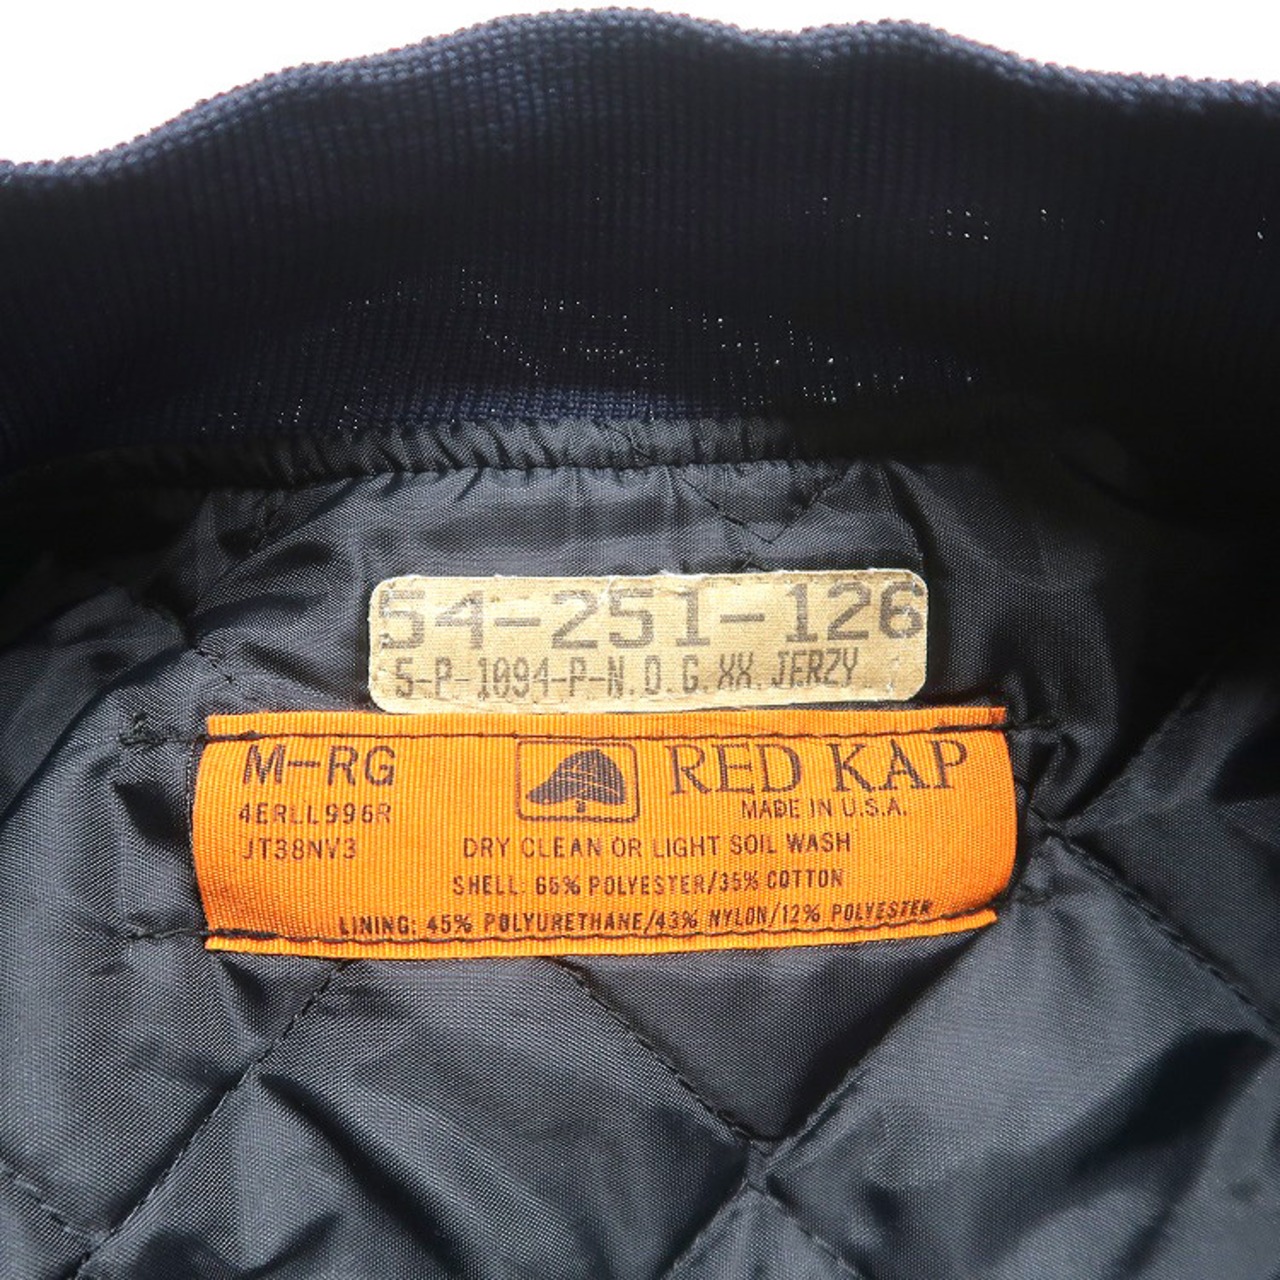 54-251-126
5-P-1094-P-N.O.G.XX.JERZY
M-RG
RED KAP
4ERLL996R
MADE IN U.S.A.
JT38NV3
DRY CLEAN OR LIGHT SOIL WASH
SHELL: 65% POLYESTER/35% COTTON
LINING: 45% POLYURETHANE/43% NYLON/12% POLYESTER